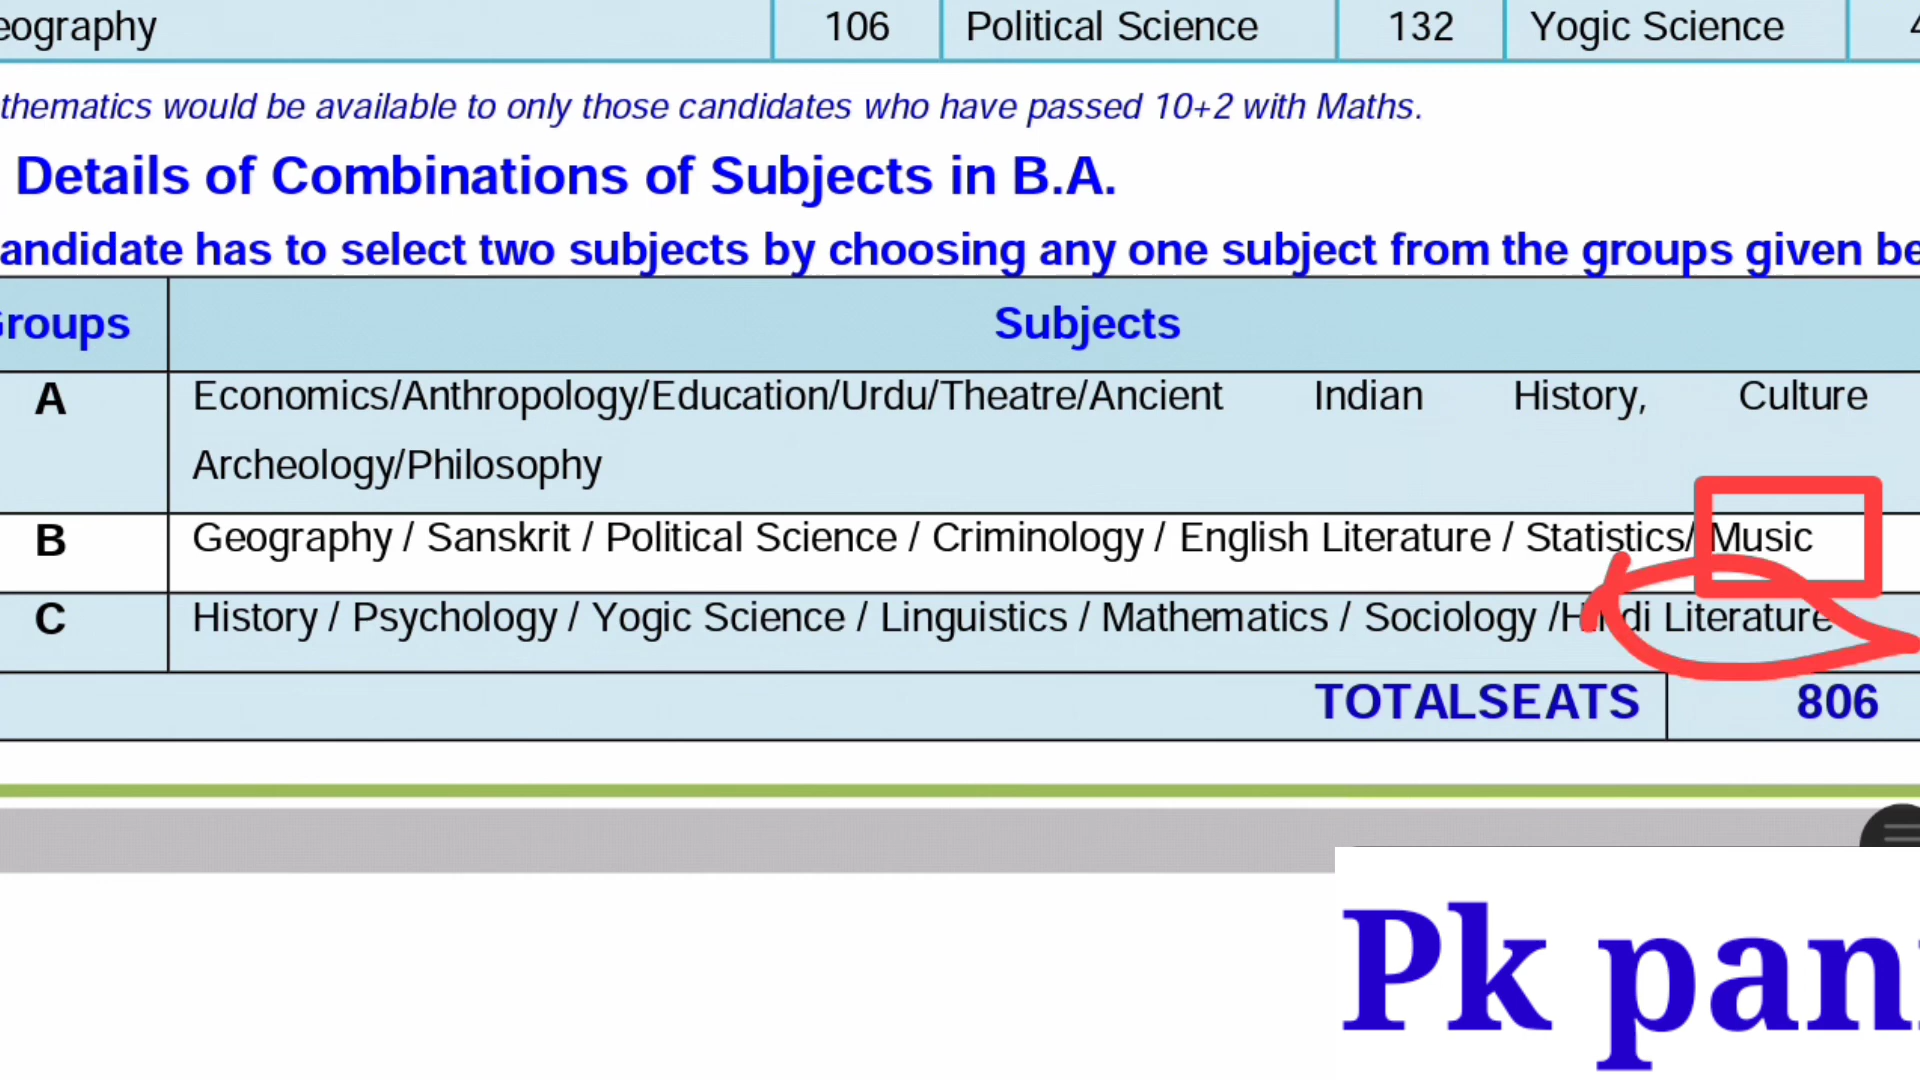 eography 106 Political Science 132 Yogic Science
thematics would be available to only those candidates who have passed 10+2 with Maths.
Details of Combinations of Subjects in B.A.
andidate has to select two subjects by choosing any one subject from the groups given be
Groups Subjects
A Economics/Anthropology/Education/Urdu/Theatre/Ancient Indian History, Culture
Archeology/Philosophy
B Geography / Sanskrit / Political Science / Criminology / English Literature / Statistics/ Music
C History / Psychology / Yogic Science / Linguistics / Mathematics / Sociology /Hindi Literature
TOTALSEATS 806
Pk pan